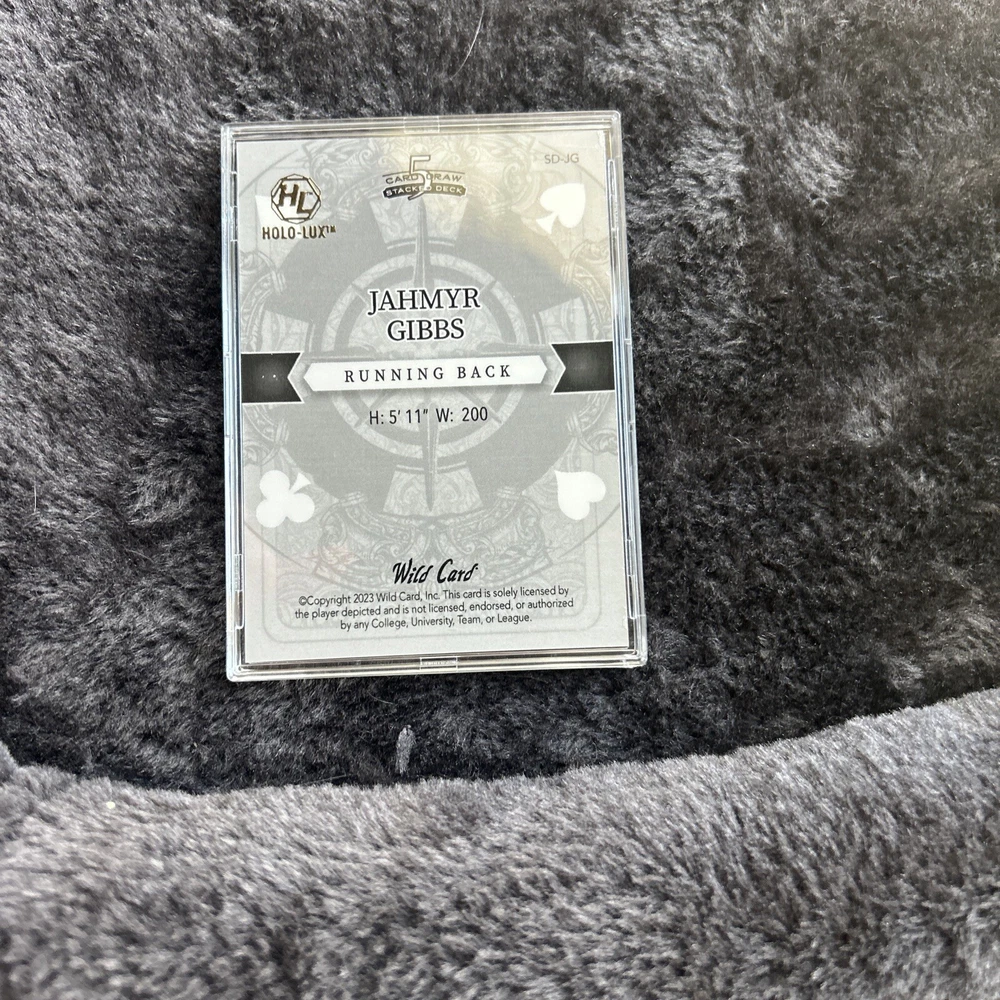 SD-JG
5
CARD DRAW
STACKED DECK
HL
HOLO-LUX™
JAHMYR
GIBBS
RUNNING BACK
H: 5' 11" W: 200
Wild Card
©Copyright 2023 Wild Card, Inc. This card is solely licensed by
the player depicted and is not licensed, endorsed, or authorized
by any College, University, Team, or League.